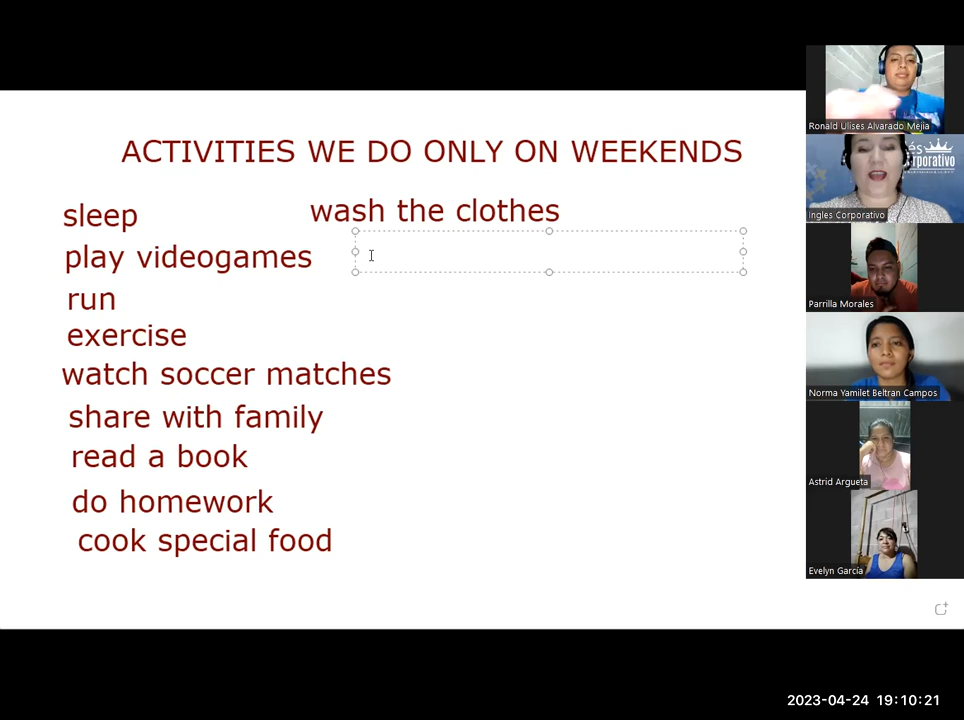 ACTIVITIES WE DO ONLY ON WEEKENDS
sleep
play videogames
run
exercise
watch soccer matches
share with family
read a book
do homework
cook special food
wash the clothes
Ronald Ulises Alvarado Mejia
és
rporativo
Ingles Corporativo
Parrilla Morales
Norma Yamilet Beltran Campos
Astrid Argueta
Evelyn García
2023-04-24 19:10:21